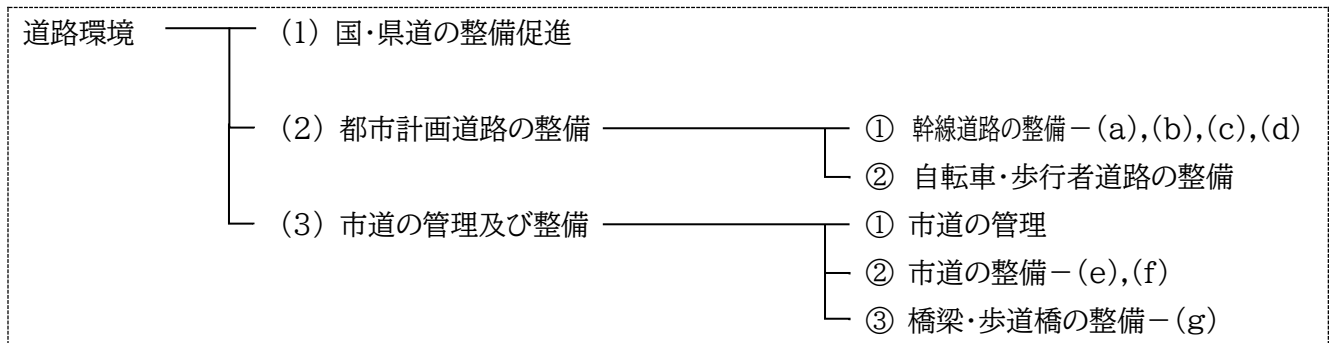 道路環境 (1) 国・県道の整備促進
(2) 都市計画道路の整備 ① 幹線道路の整備－(a),(b),(c),(d)
② 自転車・歩行者道路の整備
(3) 市道の管理及び整備 ① 市道の管理
② 市道の整備－(e),(f)
③ 橋梁・歩道橋の整備－(g)